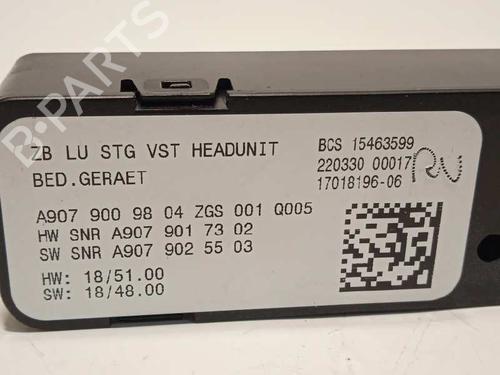 ZB LU STG VST HEADUNIT
BED.GERAET
A907 900 98 04 ZGS 001 Q005
HW SNR A907 901 73 02
SW SNR A907 902 55 03
HW: 18/51.00
SW: 18/48.00
BCS 15463599
220330 00017
17018196-06
RN
B-PARTS